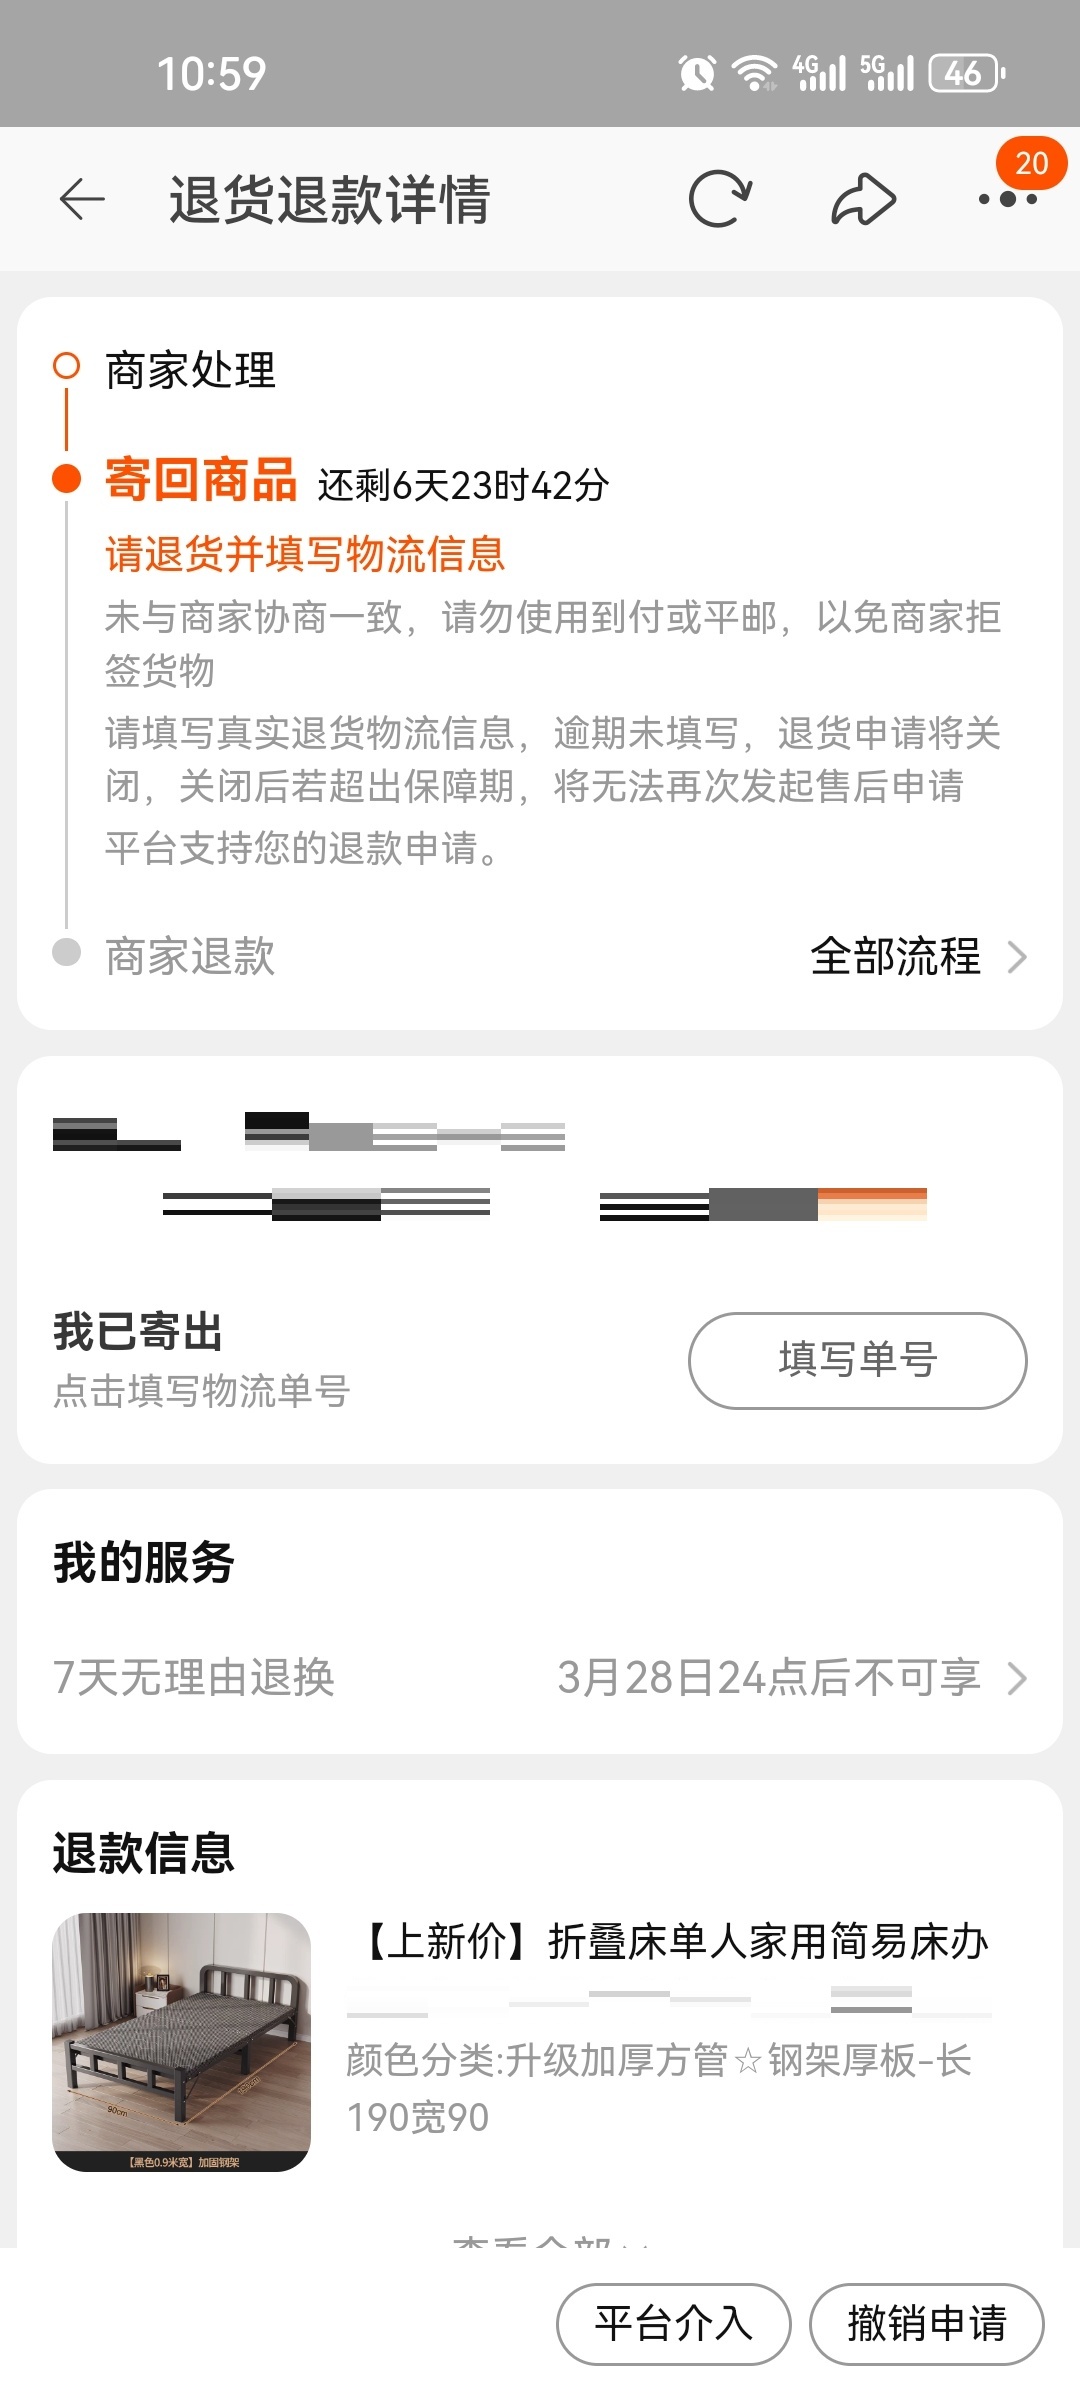 10:59
4G
5G
46
退货退款详情
20
商家处理
寄回商品 还剩6天23时42分
请退货并填写物流信息
未与商家协商一致，请勿使用到付或平邮，以免商家拒
签货物
请填写真实退货物流信息，逾期未填写，退货申请将关
闭，关闭后若超出保障期，将无法再次发起售后申请
平台支持您的退款申请。
商家退款
全部流程
我已寄出
填写单号
点击填写物流单号
我的服务
7天无理由退换
3月28日24点后不可享
退款信息
【上新价】折叠床单人家用简易床办
颜色分类:升级加厚方管☆钢架厚板-长
190宽90
90cm
【黑色0.9米宽】加固钢架
平台介入
撤销申请